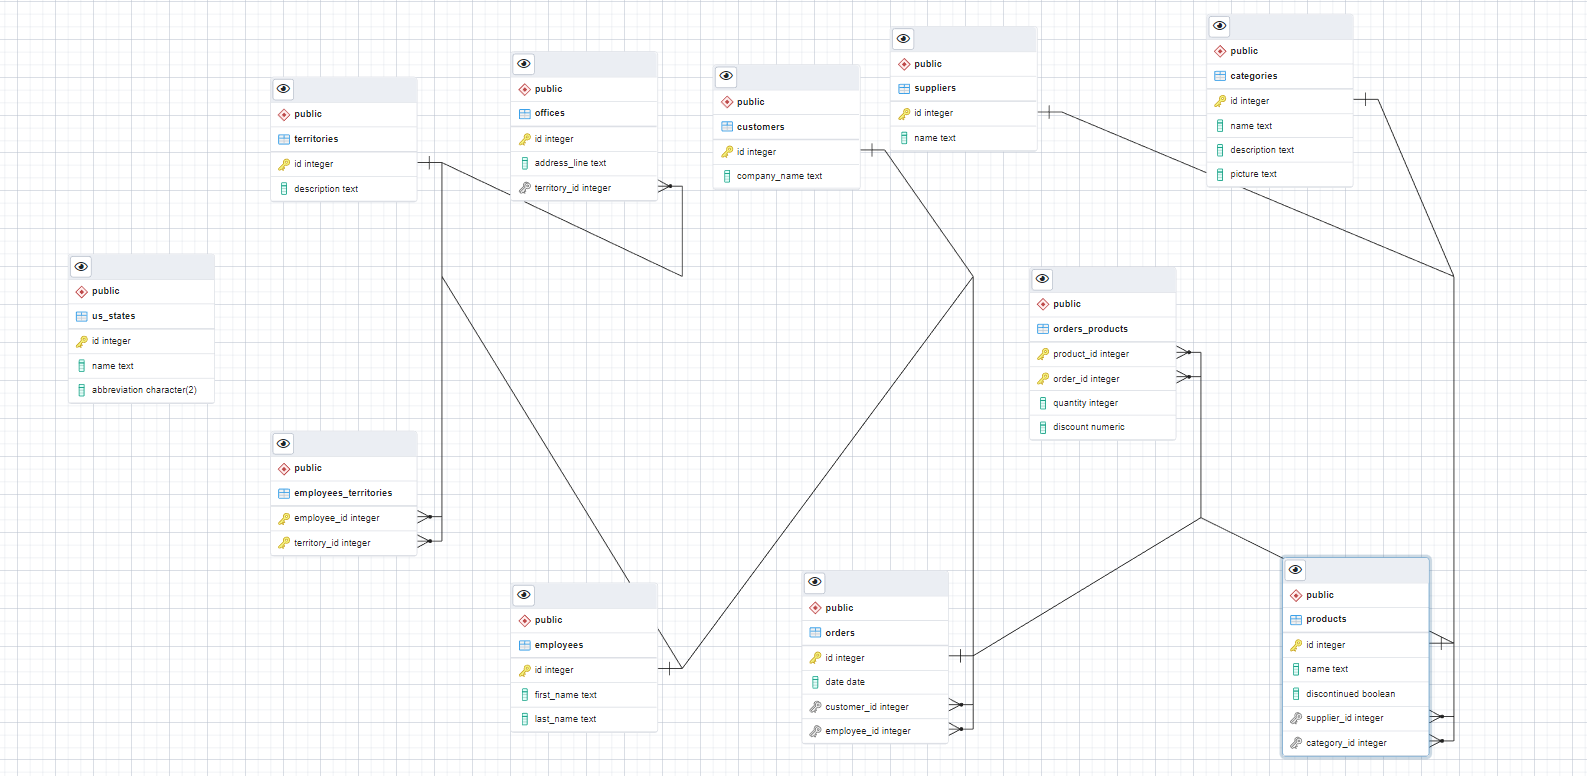 public
territories
id integer
description text
public
offices
id integer
address_line text
territory_id integer
public
customers
id integer
company_name text
public
suppliers
id integer
name text
public
categories
id integer
name text
description text
picture text
public
us_states
id integer
name text
abbreviation character(2)
public
orders_products
product_id integer
order_id integer
quantity integer
discount numeric
public
employees_territories
employee_id integer
territory_id integer
public
employees
id integer
first_name text
last_name text
public
orders
id integer
date date
customer_id integer
employee_id integer
public
products
id integer
name text
discontinued boolean
supplier_id integer
category_id integer